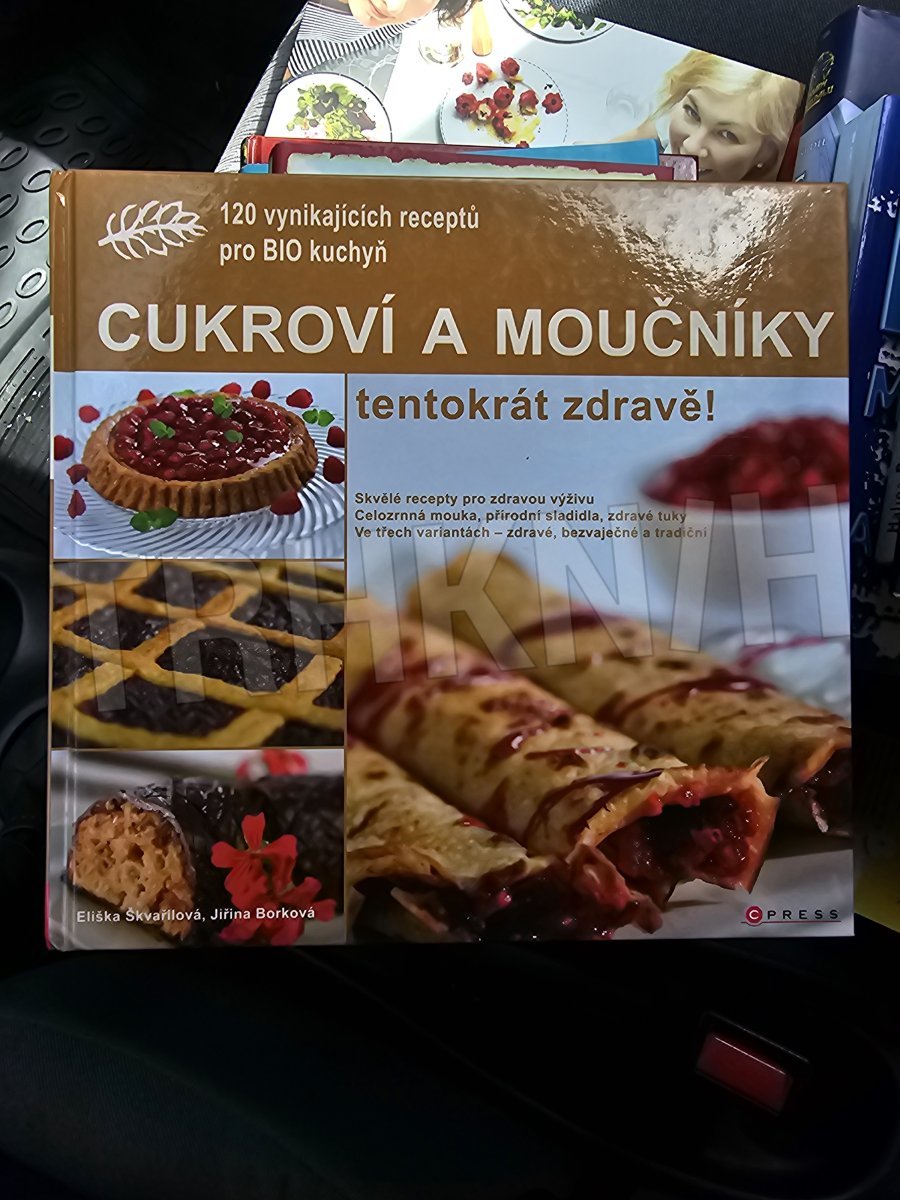 120 vynikajících receptů
pro BIO kuchyň
CUKROVÍ A MOUČNÍKY
tentokrát zdravě!
Skvělé recepty pro zdravou výživu
Celozrnná mouka, přírodní sladidla, zdravé tuky
Ve třech variantách – zdravé, bezvaječné a tradiční
TRHKNIH
Eliška Škvařilová, Jiřina Borková
CPRESS